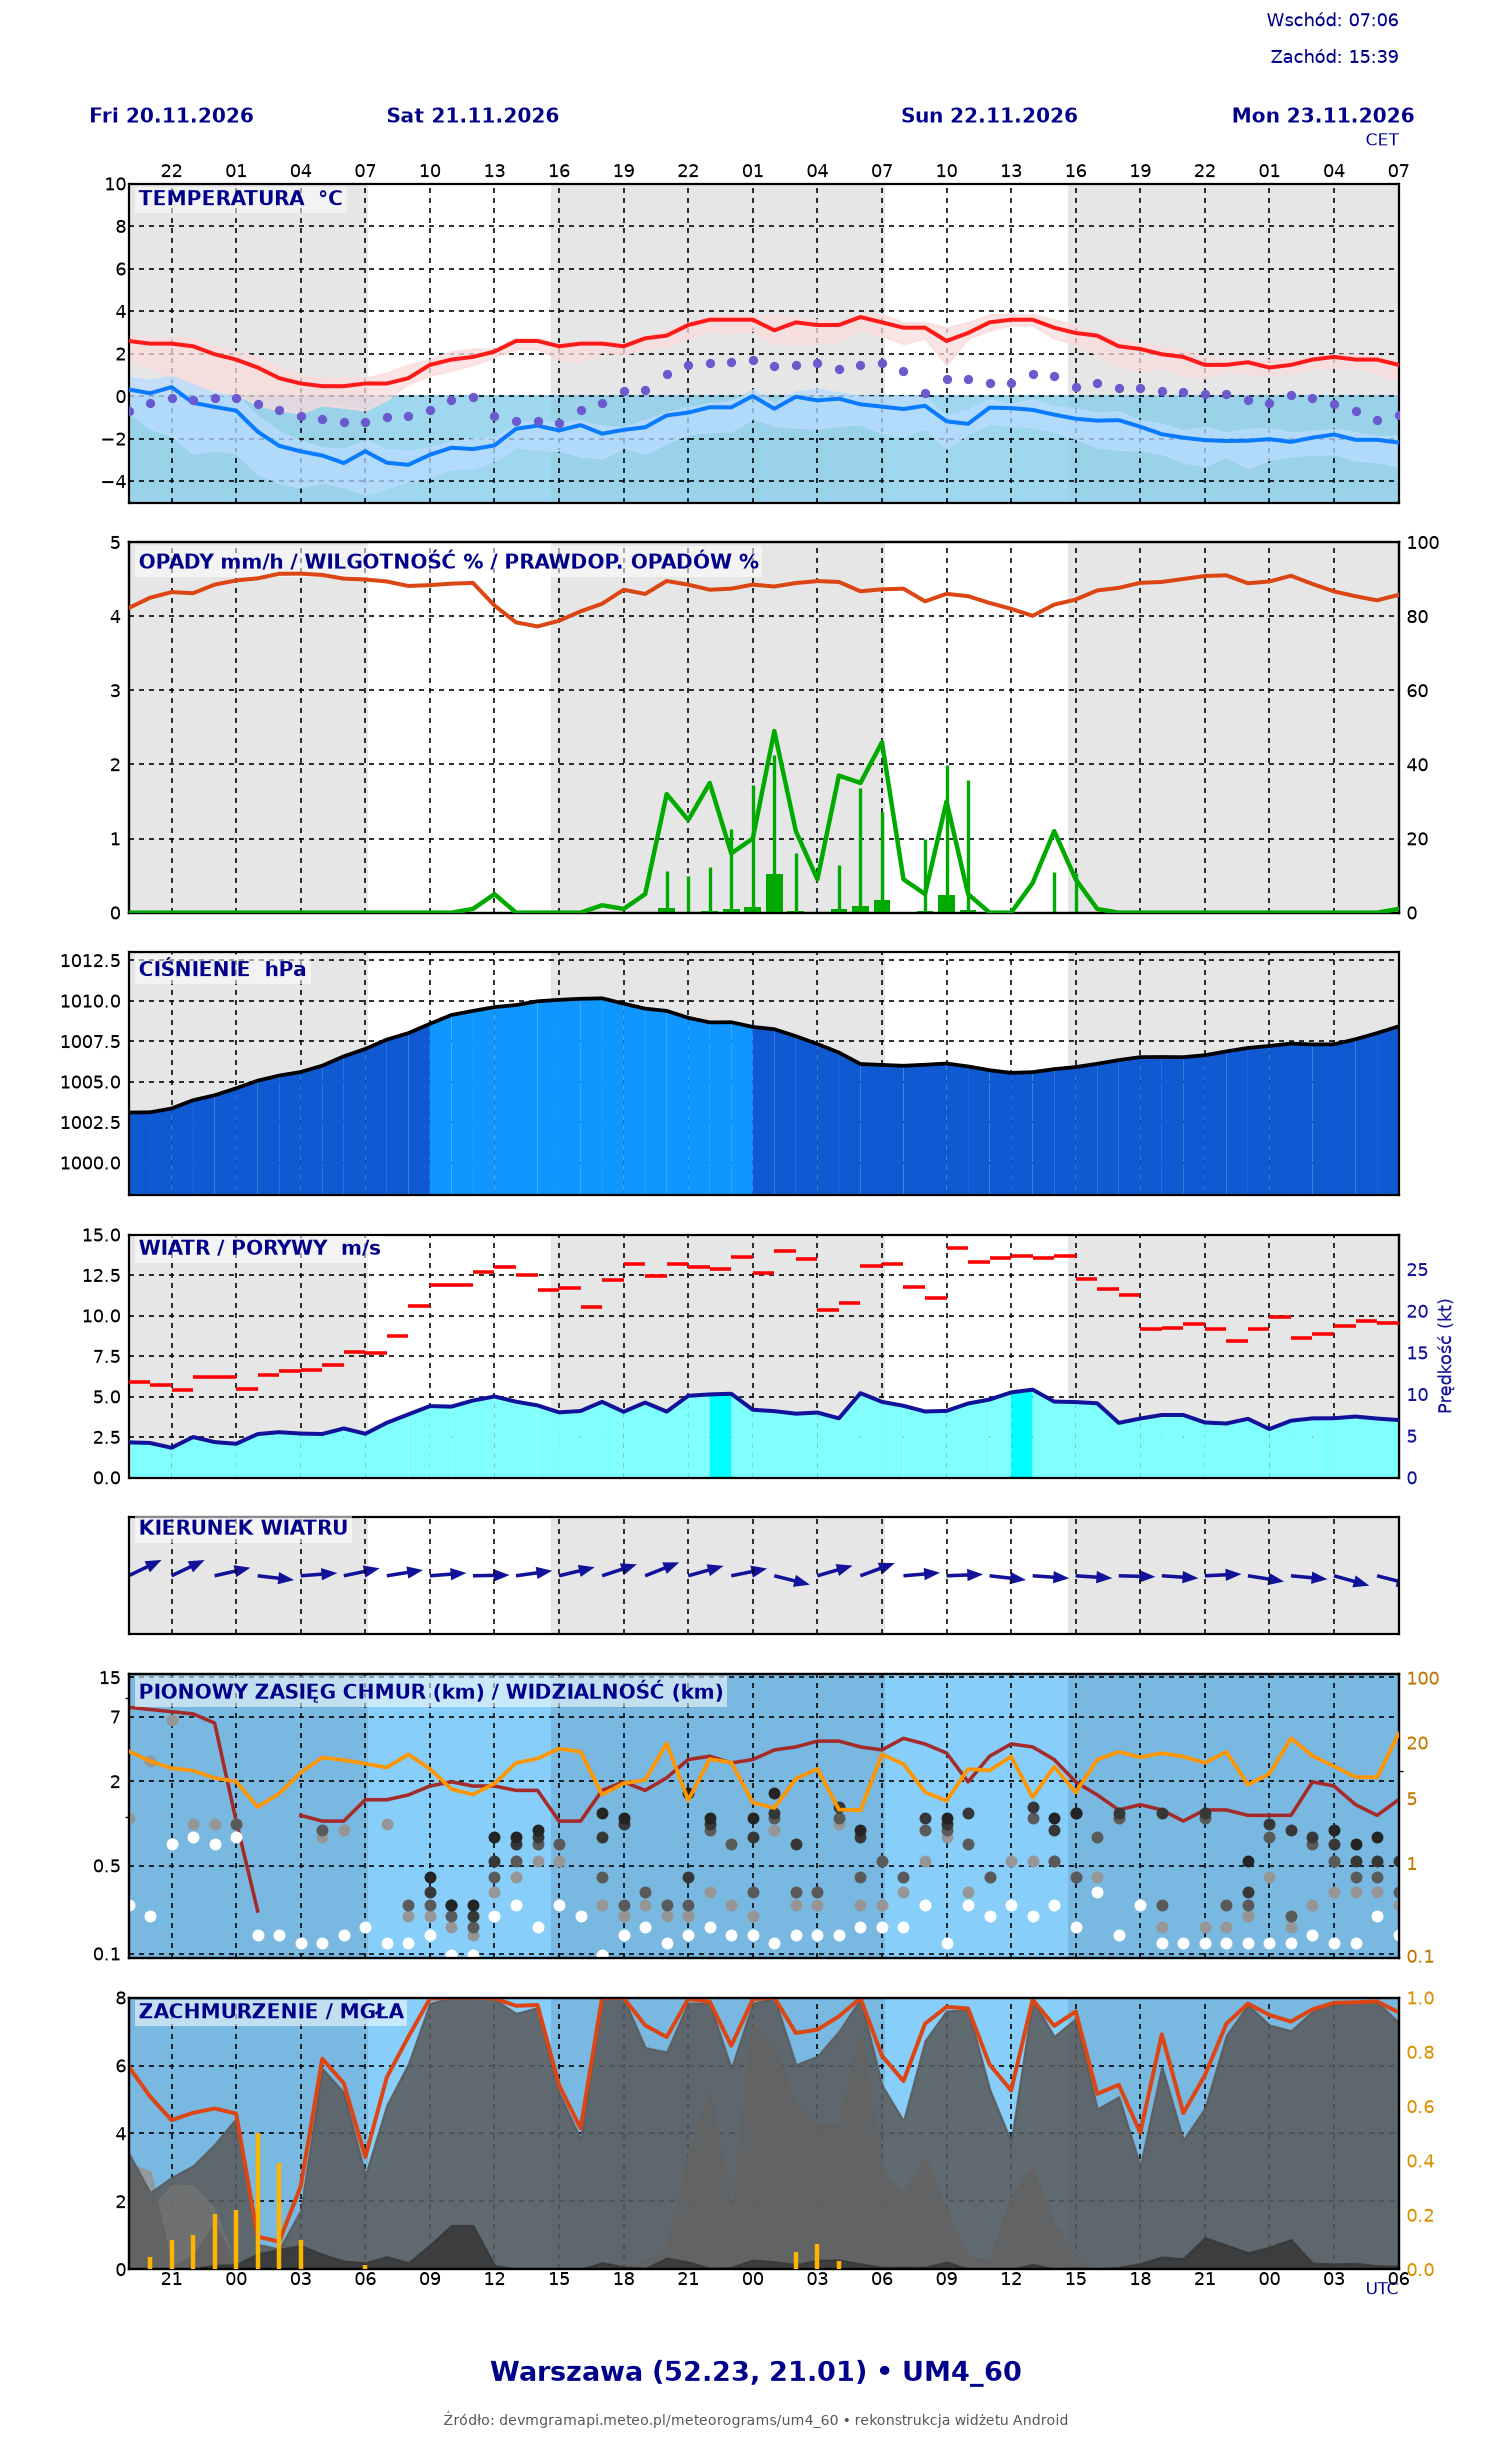 Wschód: 07:06
Zachód: 15:39
Fri 20.11.2026 Sat 21.11.2026 Sun 22.11.2026 Mon 23.11.2026
CET
22 01 04 07 10 13 16 19 22 01 04 07 10 13 16 19 22 01 04 07
TEMPERATURA °C
10
8
6
4
2
0
−2
−4
OPADY mm/h / WILGOTNOŚĆ % / PRAWDOP. OPADÓW %
5 100
4 80
3 60
2 40
1 20
0 0
CIŚNIENIE hPa
1012.5
1010.0
1007.5
1005.0
1002.5
1000.0
WIATR / PORYWY m/s
15.0
12.5 25
10.0 20
7.5 15
5.0 10
2.5 5
0.0 0
Prędkość (kt)
KIERUNEK WIATRU
PIONOWY ZASIĘG CHMUR (km) / WIDZIALNOŚĆ (km)
15 100
7 20
2 5
0.5 1
0.1 0.1
ZACHMURZENIE / MGŁA
8 1.0
0.8
6 0.6
4 0.4
2 0.2
0 0.0
21 00 03 06 09 12 15 18 21 00 03 06 09 12 15 18 21 00 03 06
UTC
Warszawa (52.23, 21.01) • UM4_60
Źródło: devmgramapi.meteo.pl/meteorograms/um4_60 • rekonstrukcja widżetu Android